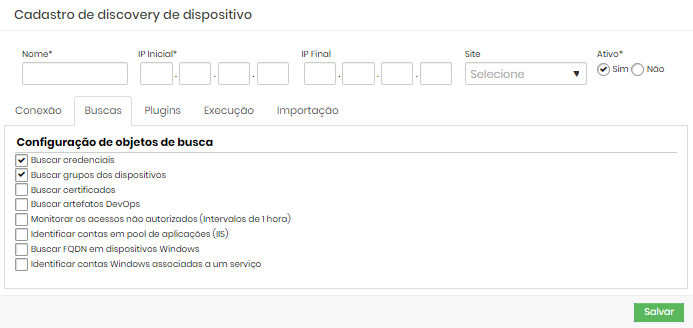 Cadastro de discovery de dispositivo
Nome* IP Inicial* IP Final Site Ativo*
. . . . . . Selecione Sim Não
Conexão Buscas Plugins Execução Importação
Configuração de objetos de busca
Buscar credenciais
Buscar grupos dos dispositivos
Buscar certificados
Buscar artefatos DevOps
Monitorar os acessos não autorizados (Intervalos de 1 hora)
Identificar contas em pool de aplicações (IIS)
Buscar FQDN em dispositivos Windows
Identificar contas Windows associadas a um serviço
Salvar